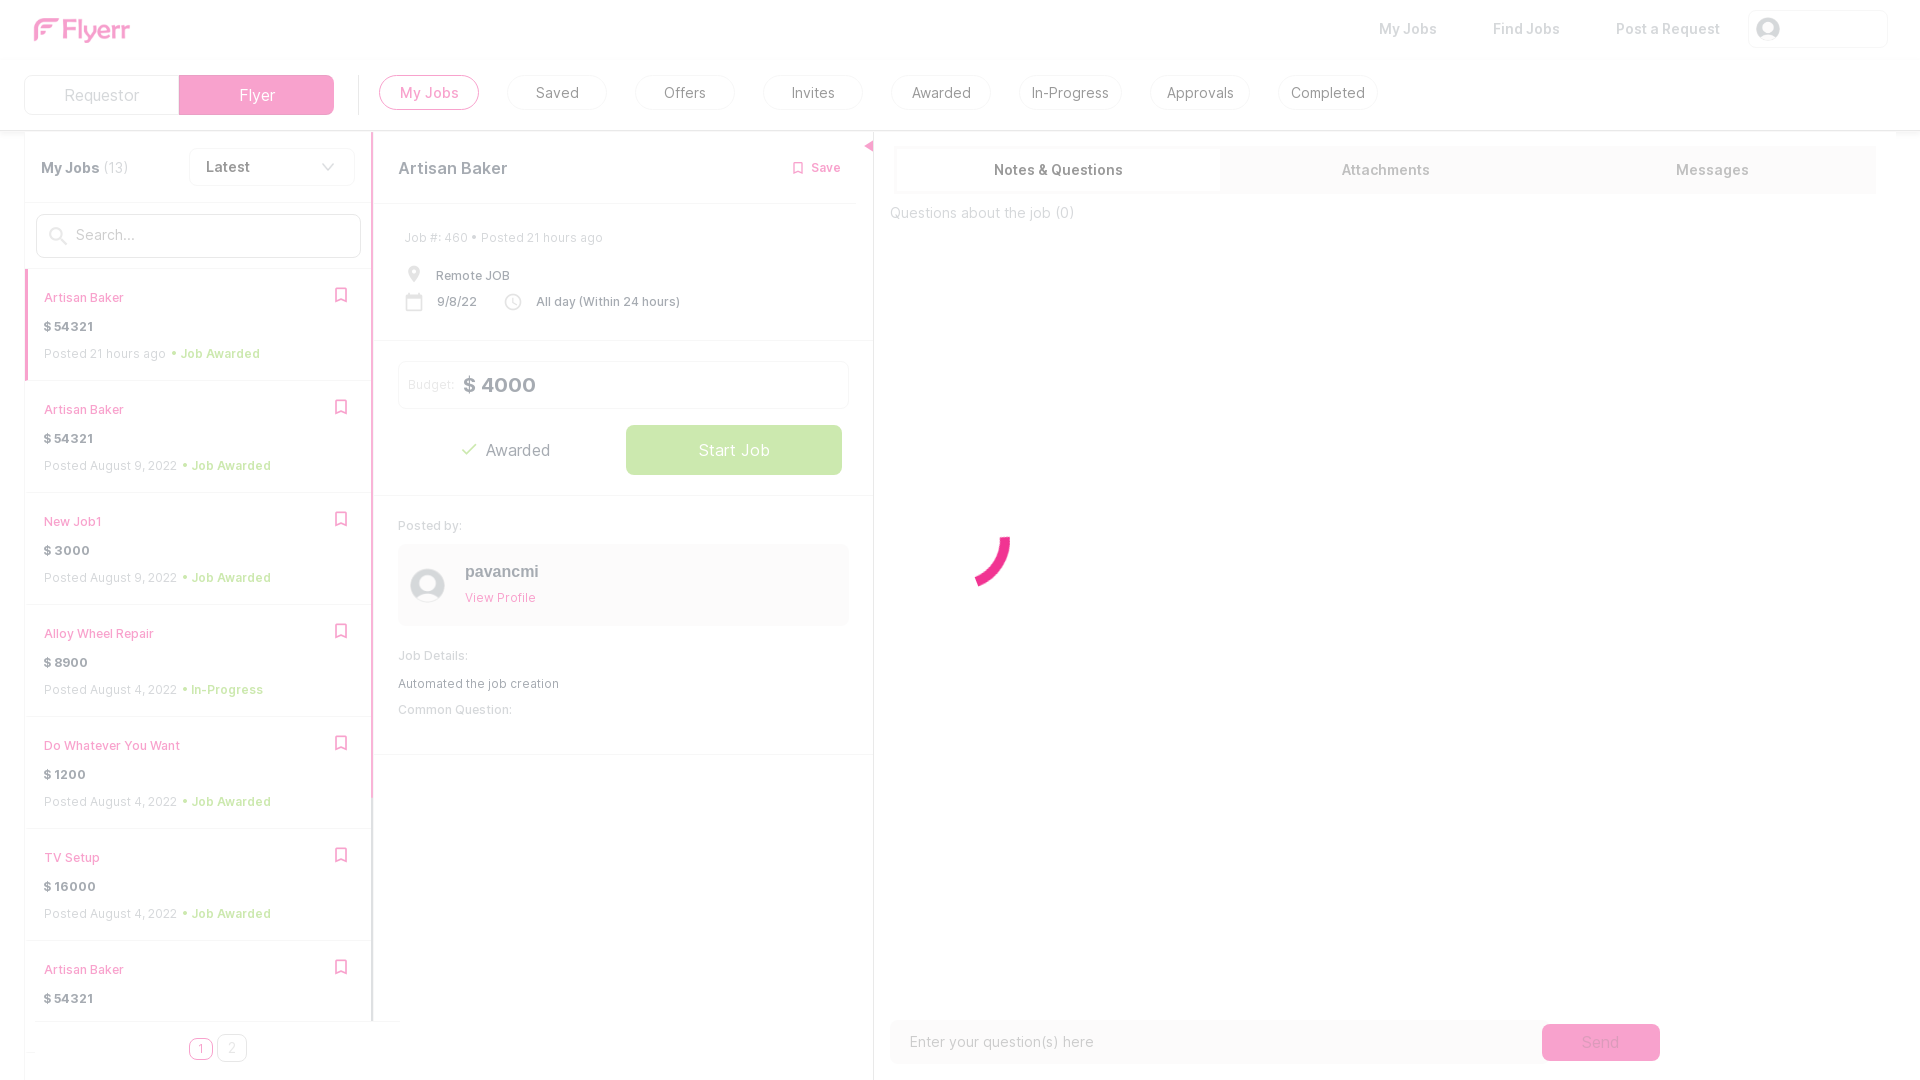 Flyerr
My Jobs
Find Jobs
Post a Request
Requestor
Flyer
My Jobs
Saved
Offers
Invites
Awarded
In-Progress
Approvals
Completed
My Jobs (13)
Latest
Search...
Artisan Baker
$ 54321
Posted 21 hours ago • Job Awarded
Artisan Baker
$ 54321
Posted August 9, 2022 • Job Awarded
New Job1
$ 3000
Posted August 9, 2022 • Job Awarded
Alloy Wheel Repair
$ 8900
Posted August 4, 2022 • In-Progress
Do Whatever You Want
$ 1200
Posted August 4, 2022 • Job Awarded
TV Setup
$ 16000
Posted August 4, 2022 • Job Awarded
Artisan Baker
$ 54321
1
2
Artisan Baker
Save
Job #: 460 • Posted 21 hours ago
Remote JOB
9/8/22
All day (Within 24 hours)
Budget: $ 4000
Awarded
Start Job
Posted by:
pavancmi
View Profile
Job Details:
Automated the job creation
Common Question:
Notes & Questions
Attachments
Messages
Questions about the job (0)
Enter your question(s) here
Send